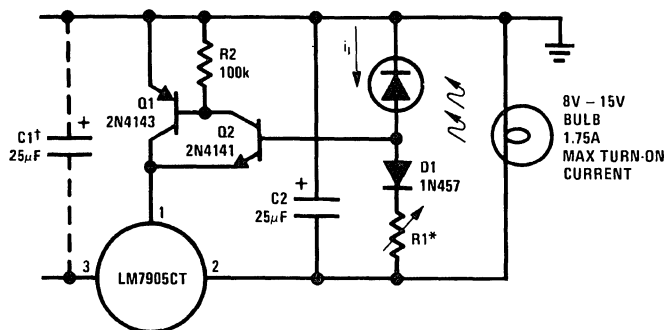 R2
100k
i₁
Q1
2N4143
Q2
2N4141
C1†
+
25µF
C2
+
25µF
D1
1N457
R1*
8V – 15V
BULB
1.75A
MAX TURN-ON
CURRENT
1
3
LM7905CT
2